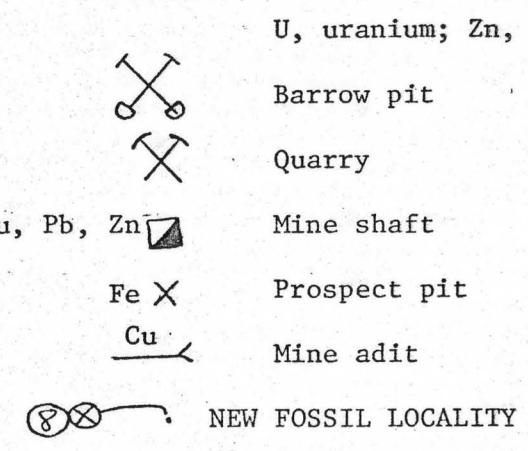 U, uranium; Zn,
Barrow pit
Quarry
u, Pb, Zn Mine shaft
Fe Prospect pit
Cu Mine adit
8 NEW FOSSIL LOCALITY